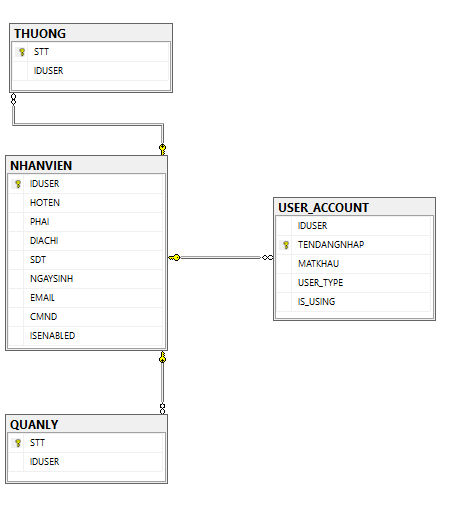 THUONG
STT
IDUSER
NHANVIEN
IDUSER
HOTEN
PHAI
DIACHI
SDT
NGAYSINH
EMAIL
CMND
ISENABLED
USER_ACCOUNT
IDUSER
TENDANGNHAP
MATKHAU
USER_TYPE
IS_USING
QUANLY
STT
IDUSER